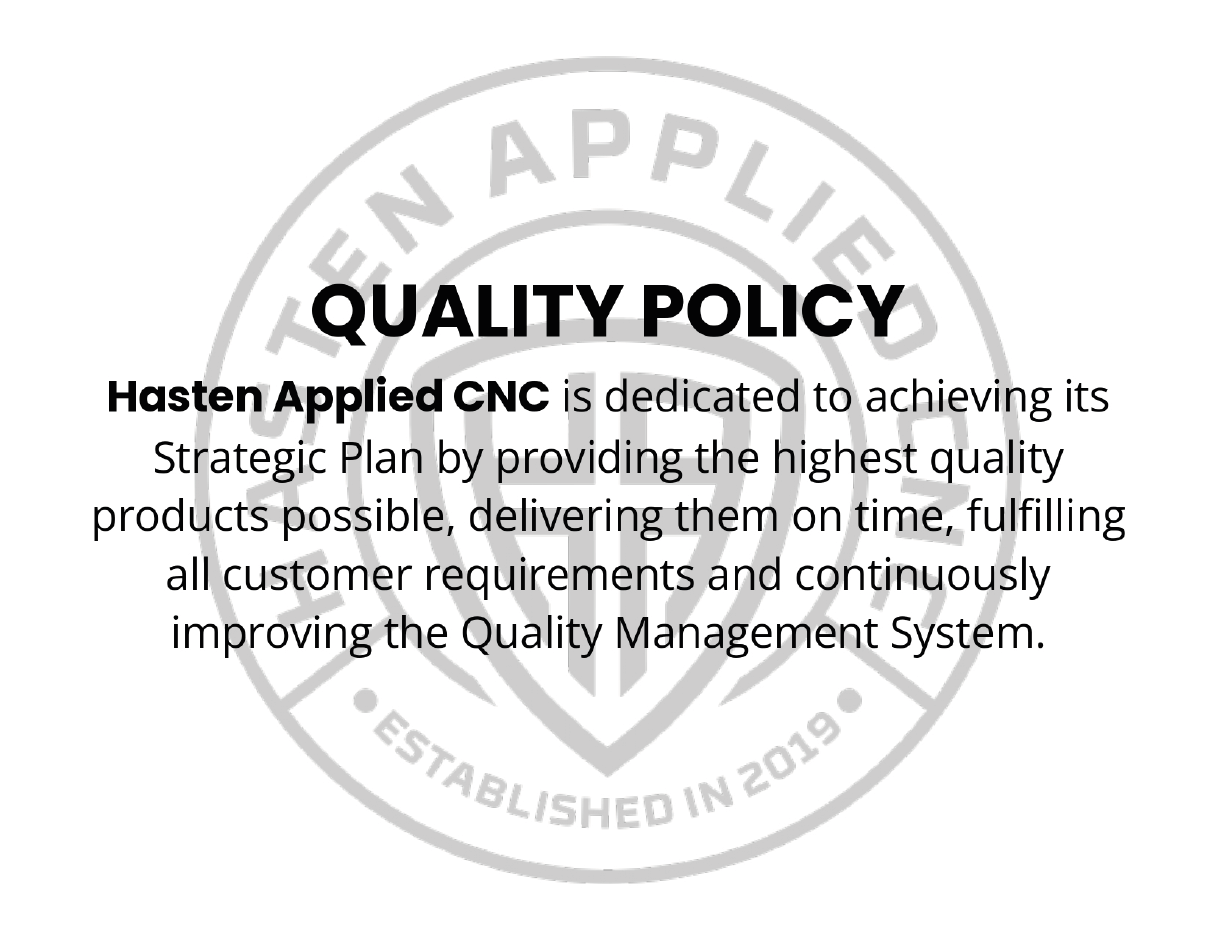 HASTEN APPLIED CNC
QUALITY POLICY
Hasten Applied CNC is dedicated to achieving its
Strategic Plan by providing the highest quality
products possible, delivering them on time, fulfilling
all customer requirements and continuously
improving the Quality Management System.
ESTABLISHED IN 2019